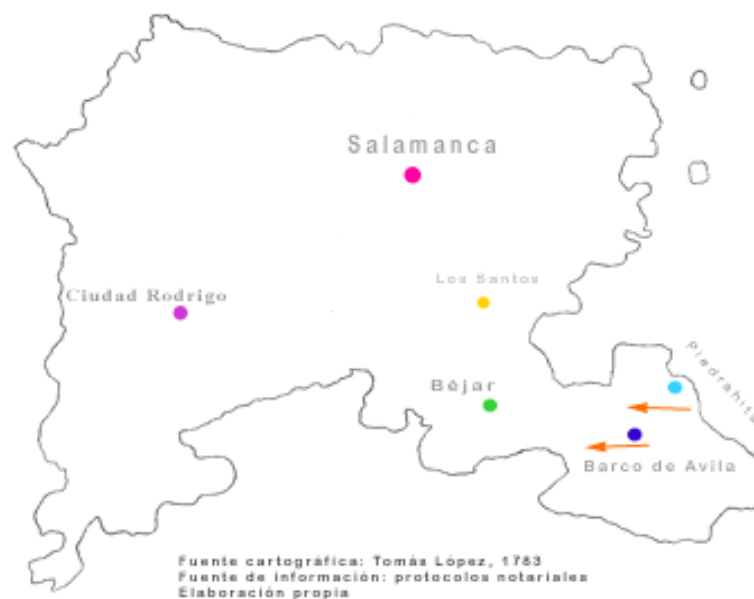 Salamanca
Los Santos
Ciudad Rodrigo
Piedrahita
Béjar
Barco de Avila
Fuente cartográfica: Tomás López, 1783
Fuente de información: protocolos notariales
Elaboración propia